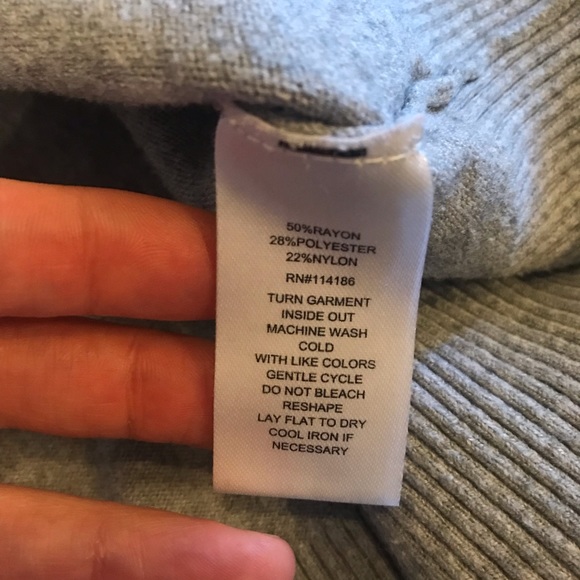 50%RAYON
28%POLYESTER
22%NYLON
RN#114186
TURN GARMENT
INSIDE OUT
MACHINE WASH
COLD
WITH LIKE COLORS
GENTLE CYCLE
DO NOT BLEACH
RESHAPE
LAY FLAT TO DRY
COOL IRON IF
NECESSARY